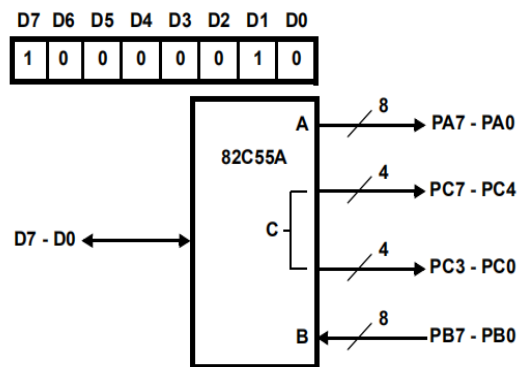 D7 D6 D5 D4 D3 D2 D1 D0
1 0 0 0 0 0 1 0
A 8 PA7 - PA0
82C55A
4 PC7 - PC4
C
D7 - D0
4 PC3 - PC0
B 8 PB7 - PB0